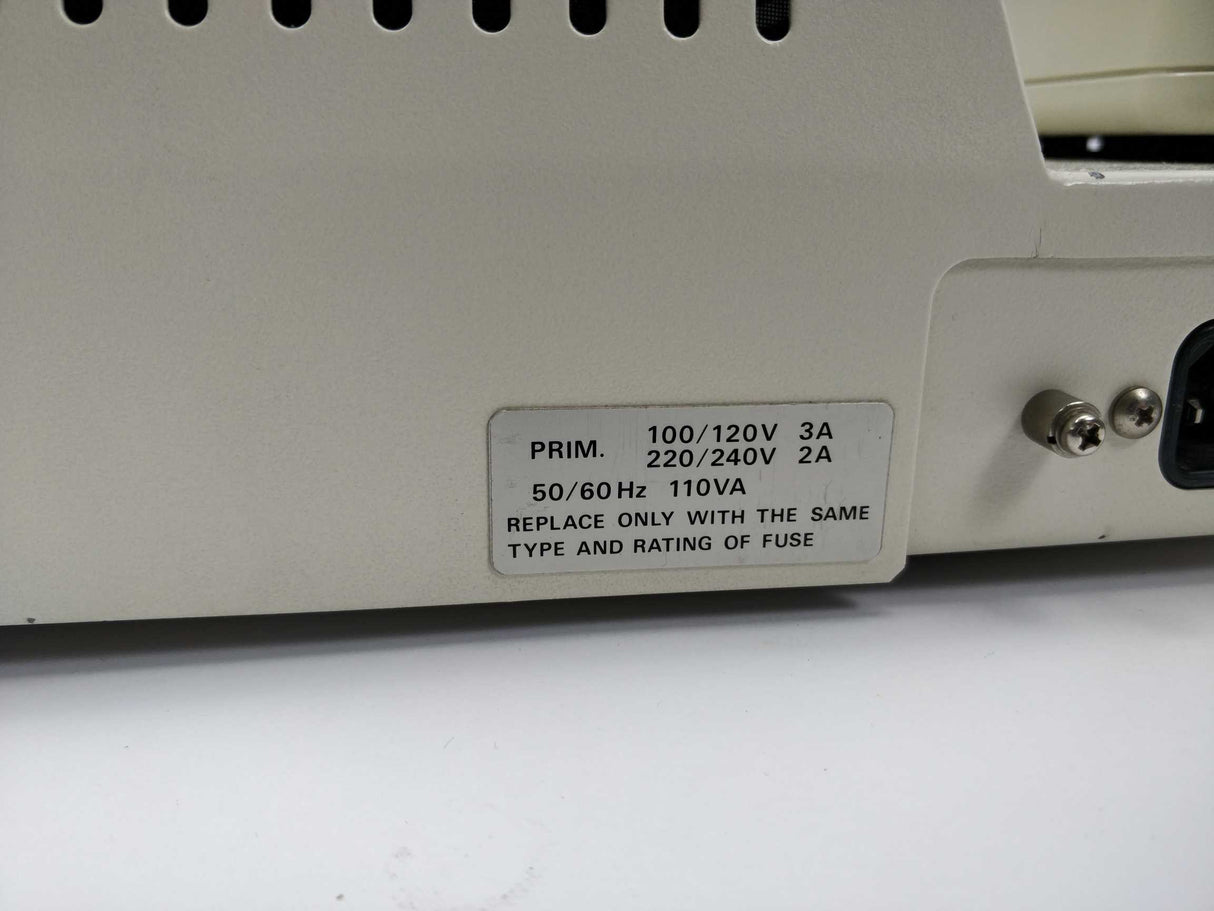 PRIM. 100/120V 3A
220/240V 2A
50/60Hz 110VA
REPLACE ONLY WITH THE SAME
TYPE AND RATING OF FUSE